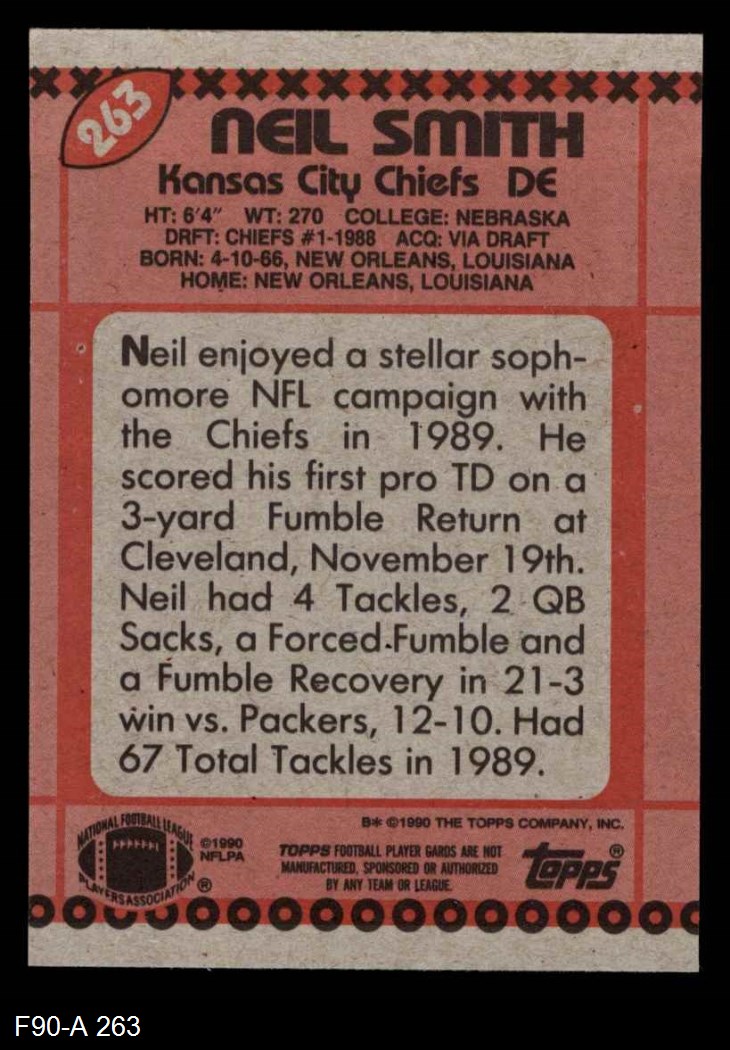 263
NEIL SMITH
Kansas City Chiefs DE
HT: 6'4" WT: 270 COLLEGE: NEBRASKA
DRFT: CHIEFS #1-1988 ACQ: VIA DRAFT
BORN: 4-10-66, NEW ORLEANS, LOUISIANA
HOME: NEW ORLEANS, LOUISIANA
Neil enjoyed a stellar soph-
omore NFL campaign with
the Chiefs in 1989. He
scored his first pro TD on a
3-yard Fumble Return at
Cleveland, November 19th.
Neil had 4 Tackles, 2 QB
Sacks, a Forced Fumble and
a Fumble Recovery in 21-3
win vs. Packers, 12-10. Had
67 Total Tackles in 1989.
B* ©1990 THE TOPPS COMPANY, INC.
NATIONAL FOOTBALL LEAGUE
PLAYERS ASSOCIATION ®
©1990
NFLPA
TOPPS FOOTBALL PLAYER CARDS ARE NOT
MANUFACTURED, SPONSORED OR AUTHORIZED
BY ANY TEAM OR LEAGUE.
topps ®
F90-A 263